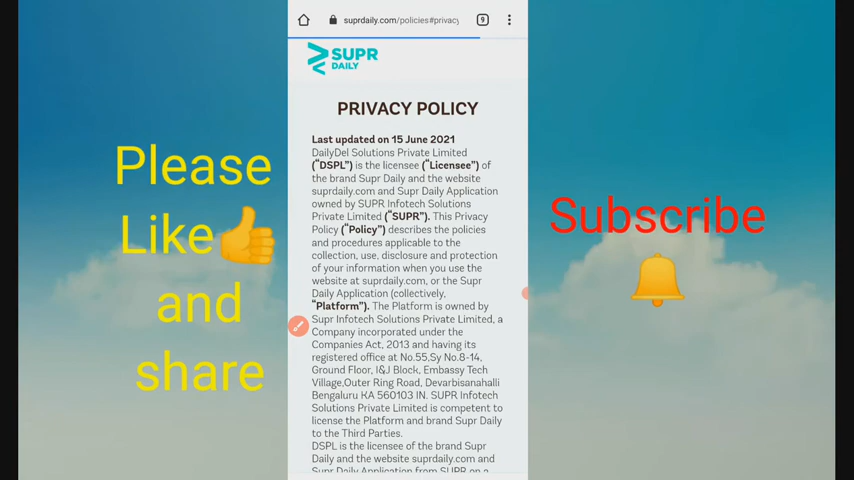 suprdaily.com/policies#privacy
9
SUPR
DAILY
PRIVACY POLICY
Last updated on 15 June 2021
DailyDel Solutions Private Limited
("DSPL") is the licensee ("Licensee") of
the brand Supr Daily and the website
suprdaily.com and Supr Daily Application
owned by SUPR Infotech Solutions
Private Limited ("SUPR"). This Privacy
Policy ("Policy") describes the policies
and procedures applicable to the
collection, use, disclosure and protection
of your information when you use the
website at suprdaily.com, or the Supr
Daily Application (collectively,
"Platform"). The Platform is owned by
Supr Infotech Solutions Private Limited, a
Company incorporated under the
Companies Act, 2013 and having its
registered office at No.55,Sy No.8-14,
Ground Floor, I&J Block, Embassy Tech
Village,Outer Ring Road, Devarbisanahalli
Bengaluru KA 560103 IN. SUPR Infotech
Solutions Private Limited is competent to
license the Platform and brand Supr Daily
to the Third Parties.
DSPL is the licensee of the brand Supr
Daily and the website suprdaily.com and
Supr Daily Application from SUPR on a
Please
Like👍
and
share
Subscribe
🔔